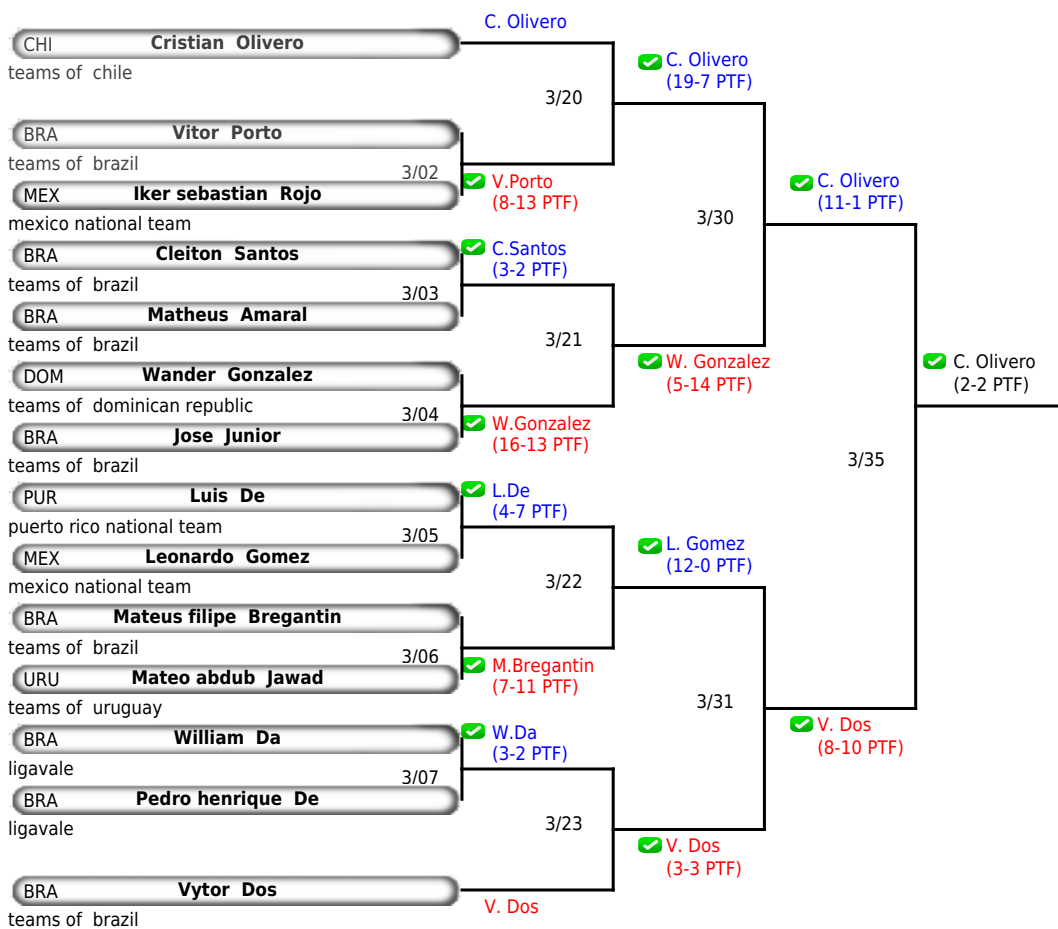 C. Olivero
CHI Cristian Olivero
teams of chile
C. Olivero
(19-7 PTF)
3/20
BRA Vitor Porto
teams of brazil
3/02
V.Porto
(8-13 PTF)
MEX Iker sebastian Rojo
mexico national team
C. Olivero
(11-1 PTF)
3/30
BRA Cleiton Santos
teams of brazil
C.Santos
(3-2 PTF)
3/03
BRA Matheus Amaral
teams of brazil
3/21
W. Gonzalez
(5-14 PTF)
C. Olivero
(2-2 PTF)
DOM Wander Gonzalez
teams of dominican republic
3/04
W.Gonzalez
(16-13 PTF)
BRA Jose Junior
teams of brazil
3/35
PUR Luis De
puerto rico national team
L.De
(4-7 PTF)
3/05
MEX Leonardo Gomez
mexico national team
L. Gomez
(12-0 PTF)
3/22
BRA Mateus filipe Bregantin
teams of brazil
3/06
M.Bregantin
(7-11 PTF)
URU Mateo abdub Jawad
teams of uruguay
3/31
V. Dos
(8-10 PTF)
BRA William Da
ligavale
W.Da
(3-2 PTF)
3/07
BRA Pedro henrique De
ligavale
3/23
V. Dos
(3-3 PTF)
BRA Vytor Dos
teams of brazil
V. Dos